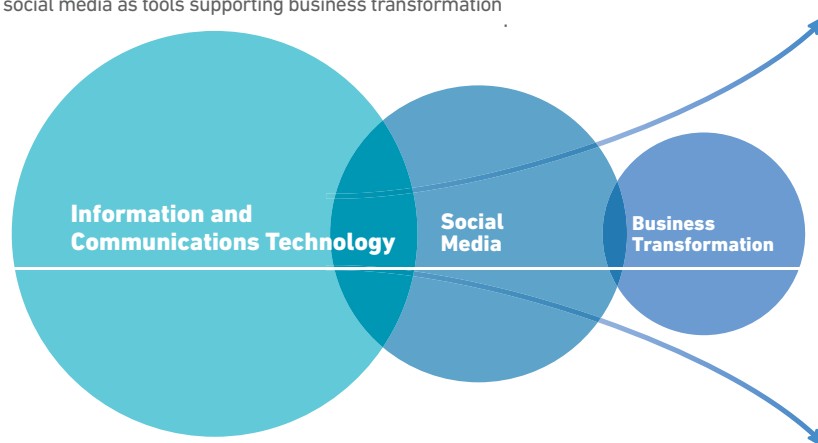 social media as tools supporting business transformation
.
Information and
Communications Technology
Social
Media
Business
Transformation